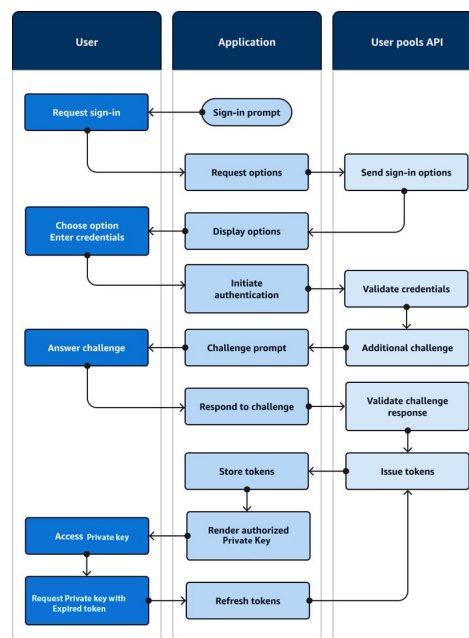 User
Application
User pools API
Request sign-in
Sign-in prompt
Request options
Send sign-in options
Choose option
Enter credentials
Display options
Initiate
authentication
Validate credentials
Answer challenge
Challenge prompt
Additional challenge
Respond to challenge
Validate challenge
response
Store tokens
Issue tokens
Access Private key
Render authorized
Private Key
Request Private key with
Expired token
Refresh tokens